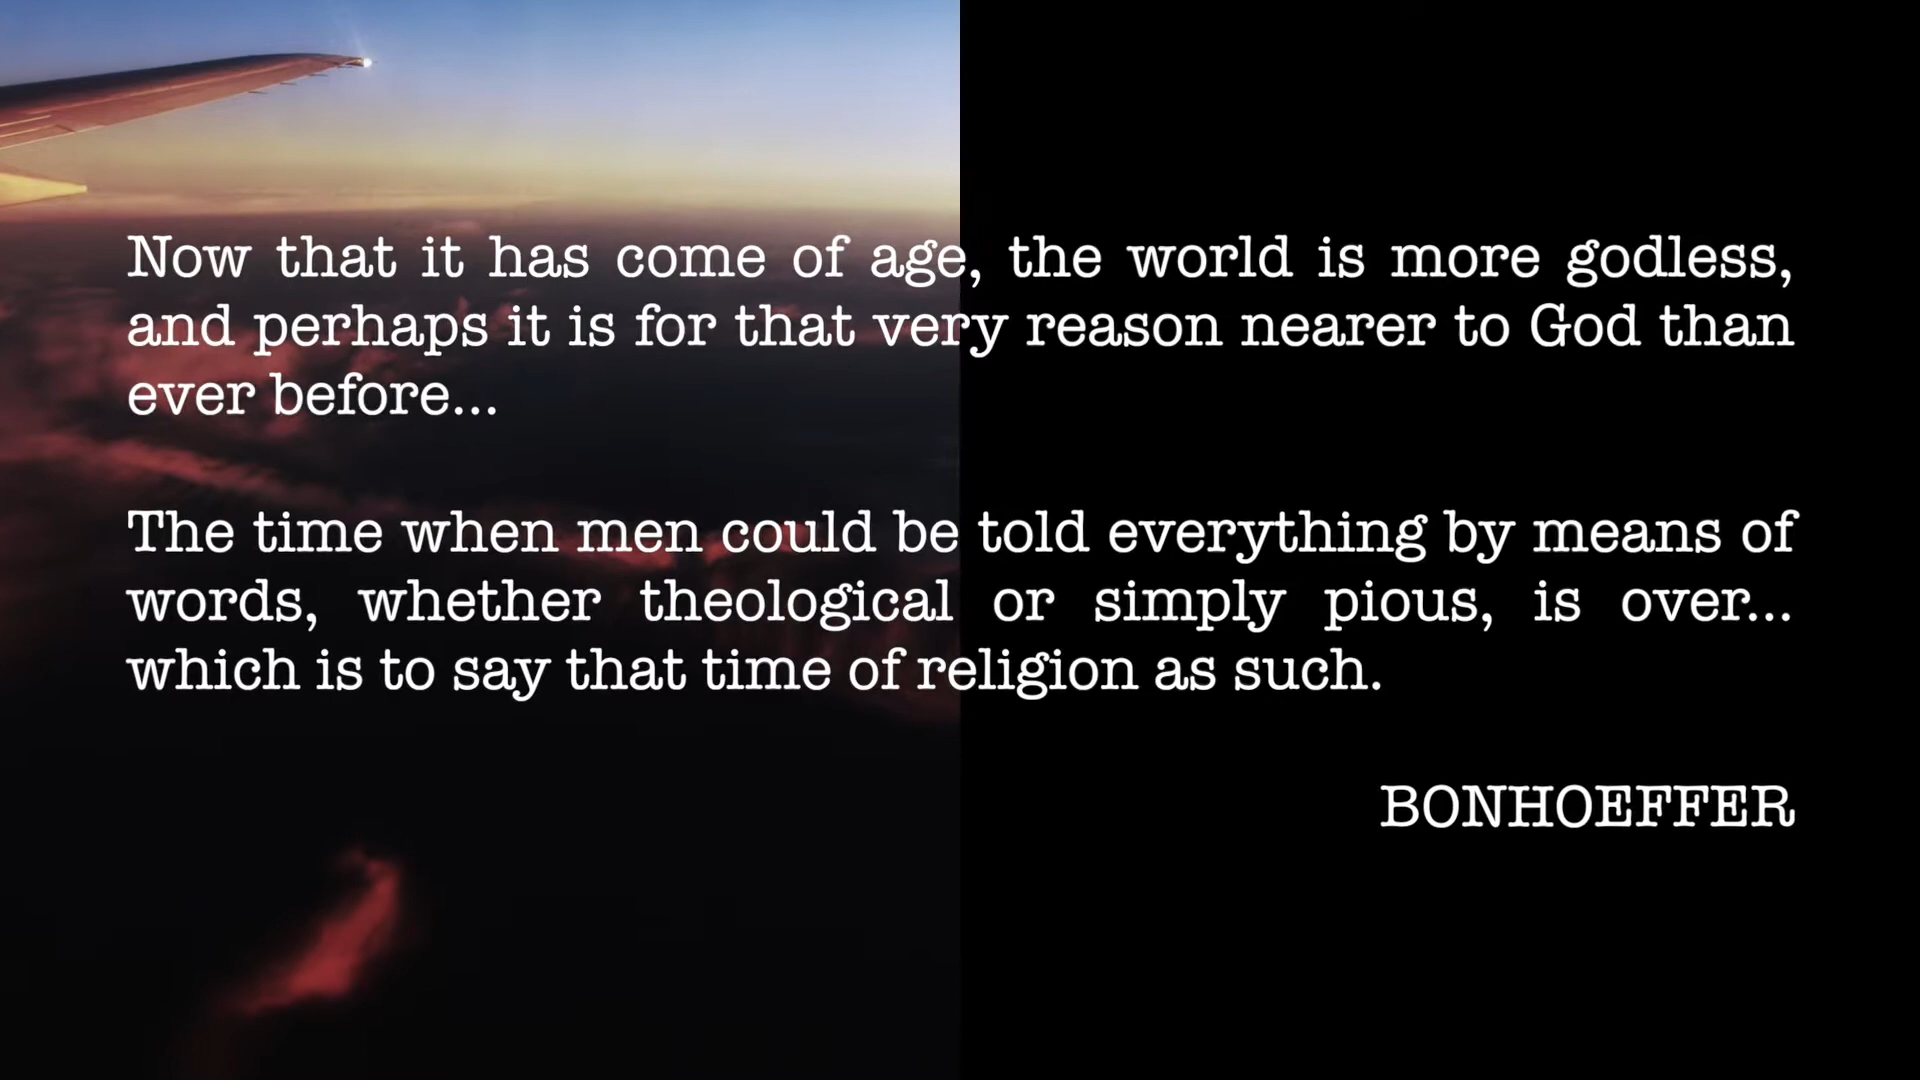 Now that it has come of age, the world is more godless,
and perhaps it is for that very reason nearer to God than
ever before...
The time when men could be told everything by means of
words, whether theological or simply pious, is over...
which is to say that time of religion as such.
BONHOEFFER